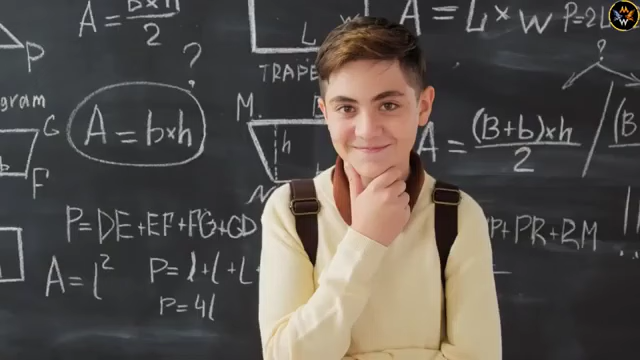 A = b×h
2
?
L
W
A = L×W
P=2L
?
P
TRAPE
gram
A = b×h
M
h
A = (B+b)×h
2
(B
G
F
N
P=DE+EF+FG+GD
+PR+RM
A=l²
P=l+l+l
P=4l